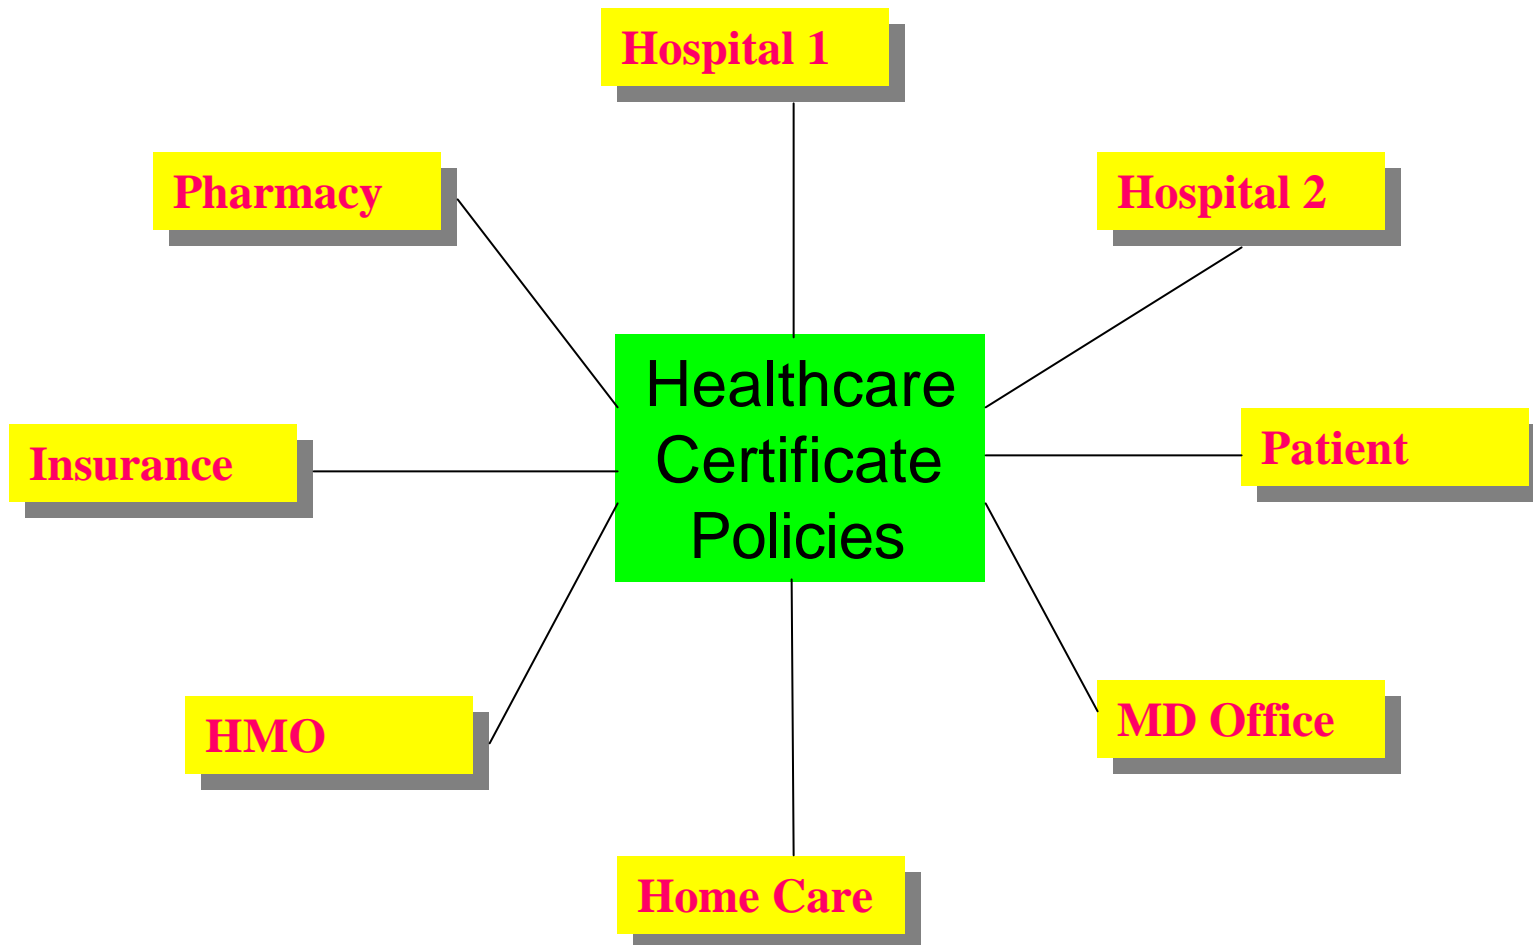 Hospital 1
Pharmacy
Hospital 2
Healthcare
Certificate
Policies
Insurance
Patient
HMO
MD Office
Home Care